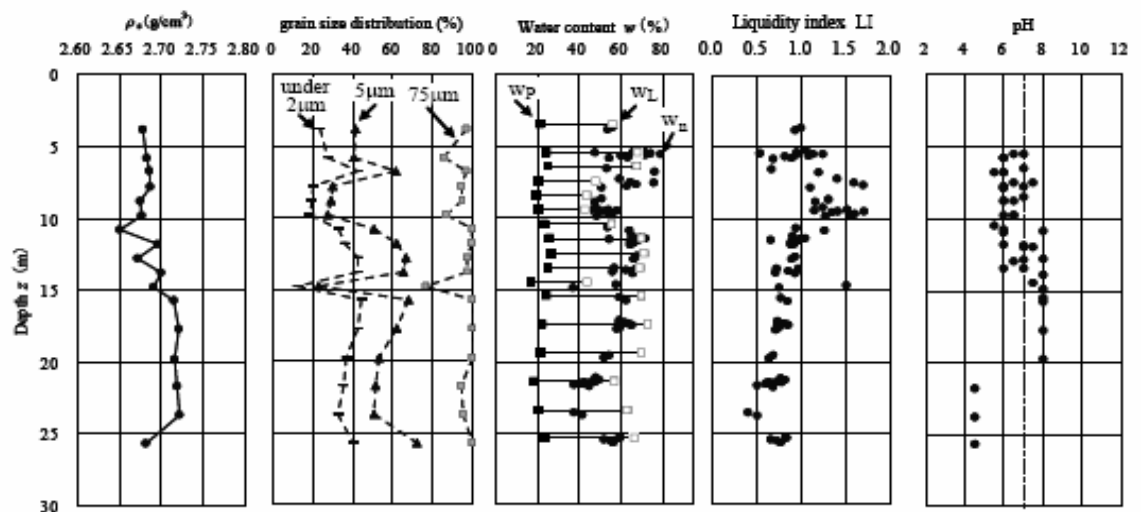 ρs(g/cm³)
2.60 2.65 2.70 2.75 2.80
grain size distribution (%)
0 20 40 60 80 100
Water content w (%)
0 20 40 60 80 100
Liquidity index LI
0.0 0.5 1.0 1.5 2.0
pH
2 4 6 8 10 12
Depth z (m)
0
5
10
15
20
25
30
under
2μm
5μm
75μm
wP
wL
wn